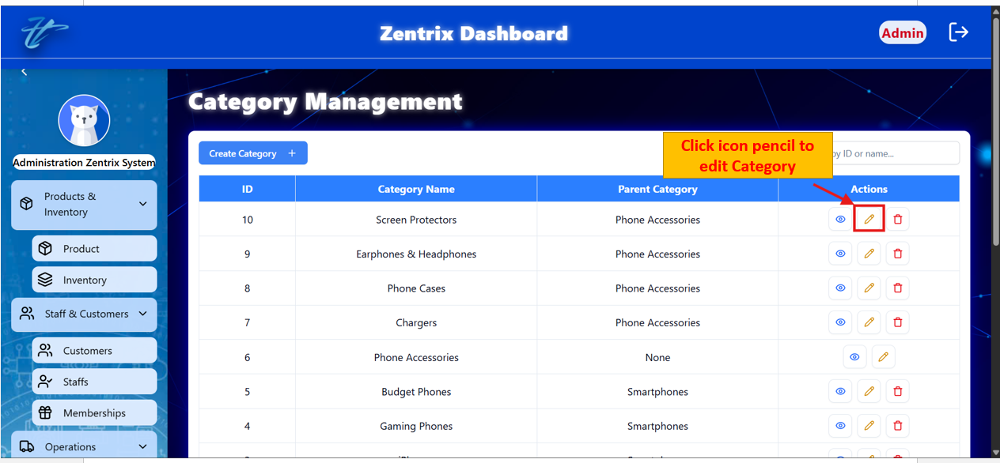 Zentrix Dashboard
Admin
Administration Zentrix System
Products &
Inventory
Product
Inventory
Staff & Customers
Customers
Staffs
Memberships
Operations
Category Management
Create Category +
Click icon pencil to
edit Category
by ID or name...
ID Category Name Parent Category Actions
10 Screen Protectors Phone Accessories
9 Earphones & Headphones Phone Accessories
8 Phone Cases Phone Accessories
7 Chargers Phone Accessories
6 Phone Accessories None
5 Budget Phones Smartphones
4 Gaming Phones Smartphones